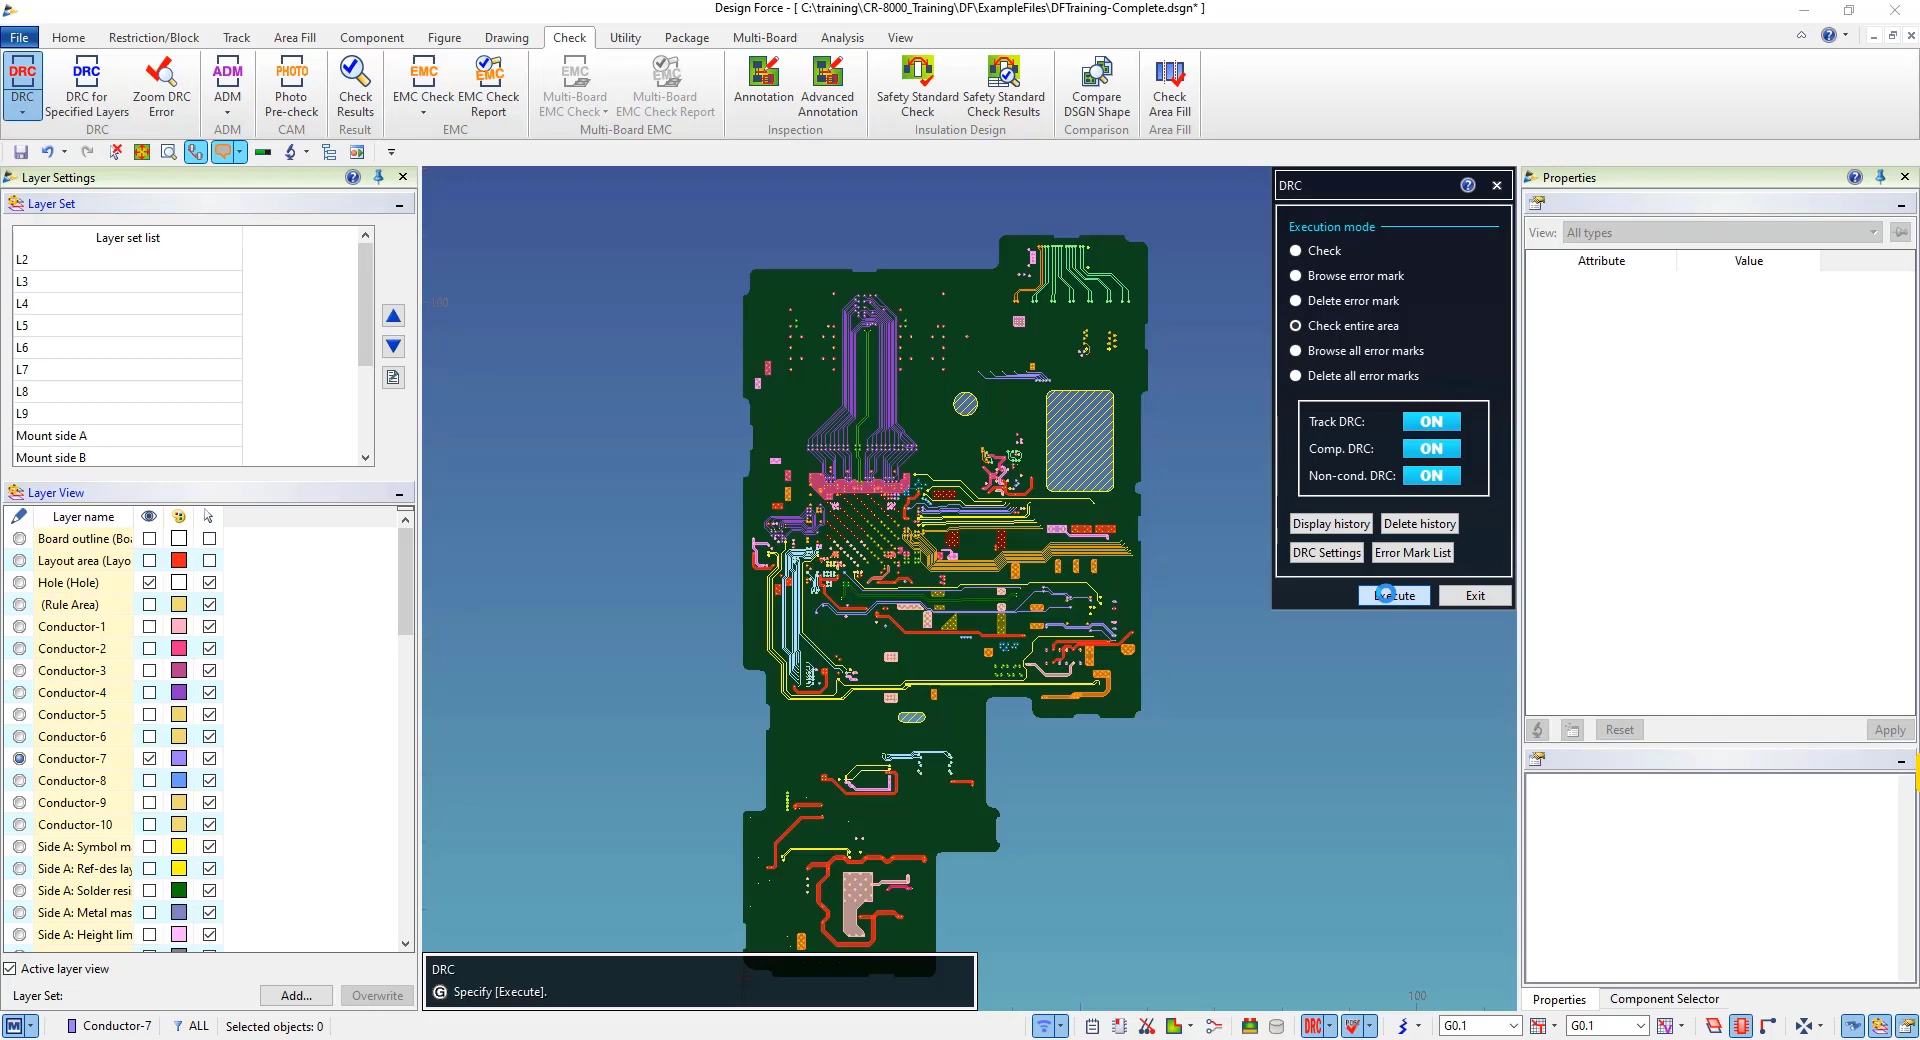 Design Force - [ C:\training\CR-8000_Training\DF\ExampleFiles\DFTraining-Complete.dsgn* ]
File Home Restriction/Block Track Area Fill Component Figure Drawing Check Utility Package Multi-Board Analysis View
DRC
DRC for Specified Layers
Zoom DRC Error
DRC
ADM
ADM
Photo Pre-check
CAM
Check Results
Result
EMC Check
EMC Check Report
EMC
Multi-Board EMC Check
Multi-Board EMC Check Report
Multi-Board EMC
Annotation
Advanced Annotation
Inspection
Safety Standard Check
Safety Standard Check Results
Insulation Design
Compare DSGN Shape
Comparison
Check Area Fill
Area Fill
Layer Settings
Layer Set
Layer set list
L2
L3
L4
L5
L6
L7
L8
L9
Mount side A
Mount side B
Layer View
Layer name
Board outline (Boa
Layout area (Layo
Hole (Hole)
(Rule Area)
Conductor-1
Conductor-2
Conductor-3
Conductor-4
Conductor-5
Conductor-6
Conductor-7
Conductor-8
Conductor-9
Conductor-10
Side A: Symbol m
Side A: Ref-des lay
Side A: Solder resi
Side A: Metal mas
Side A: Height lim
Active layer view
Layer Set: Add... Overwrite
100
DRC
Execution mode
Check
Browse error mark
Delete error mark
Check entire area
Browse all error marks
Delete all error marks
Track DRC: ON
Comp. DRC: ON
Non-cond. DRC: ON
Display history Delete history
DRC Settings Error Mark List
Execute Exit
DRC
Specify [Execute].
100
Properties
View: All types
Attribute Value
Reset Apply
Properties Component Selector
Conductor-7 ALL Selected objects: 0
DRC G0.1 G0.1